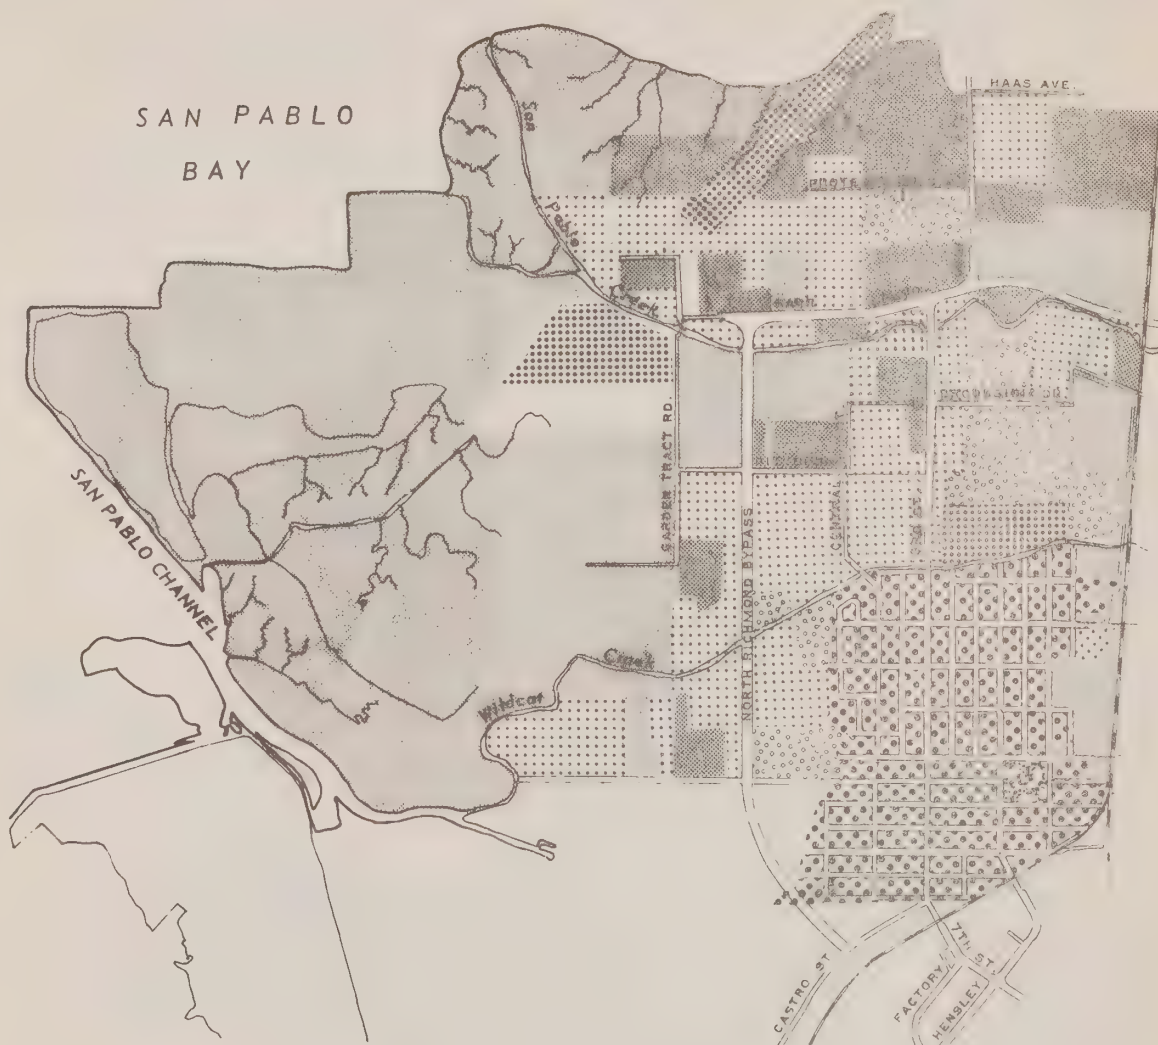 SAN PABLO
BAY
HAAS AVE.
San
Pablo
Creek
GARDEN TRACT RD.
CENTRAL
NORTH RICHMOND BYPASS
SAN PABLO CHANNEL
Wildcat
Creek
CASTRO ST
FACTORY
7TH ST.
HENSLEY